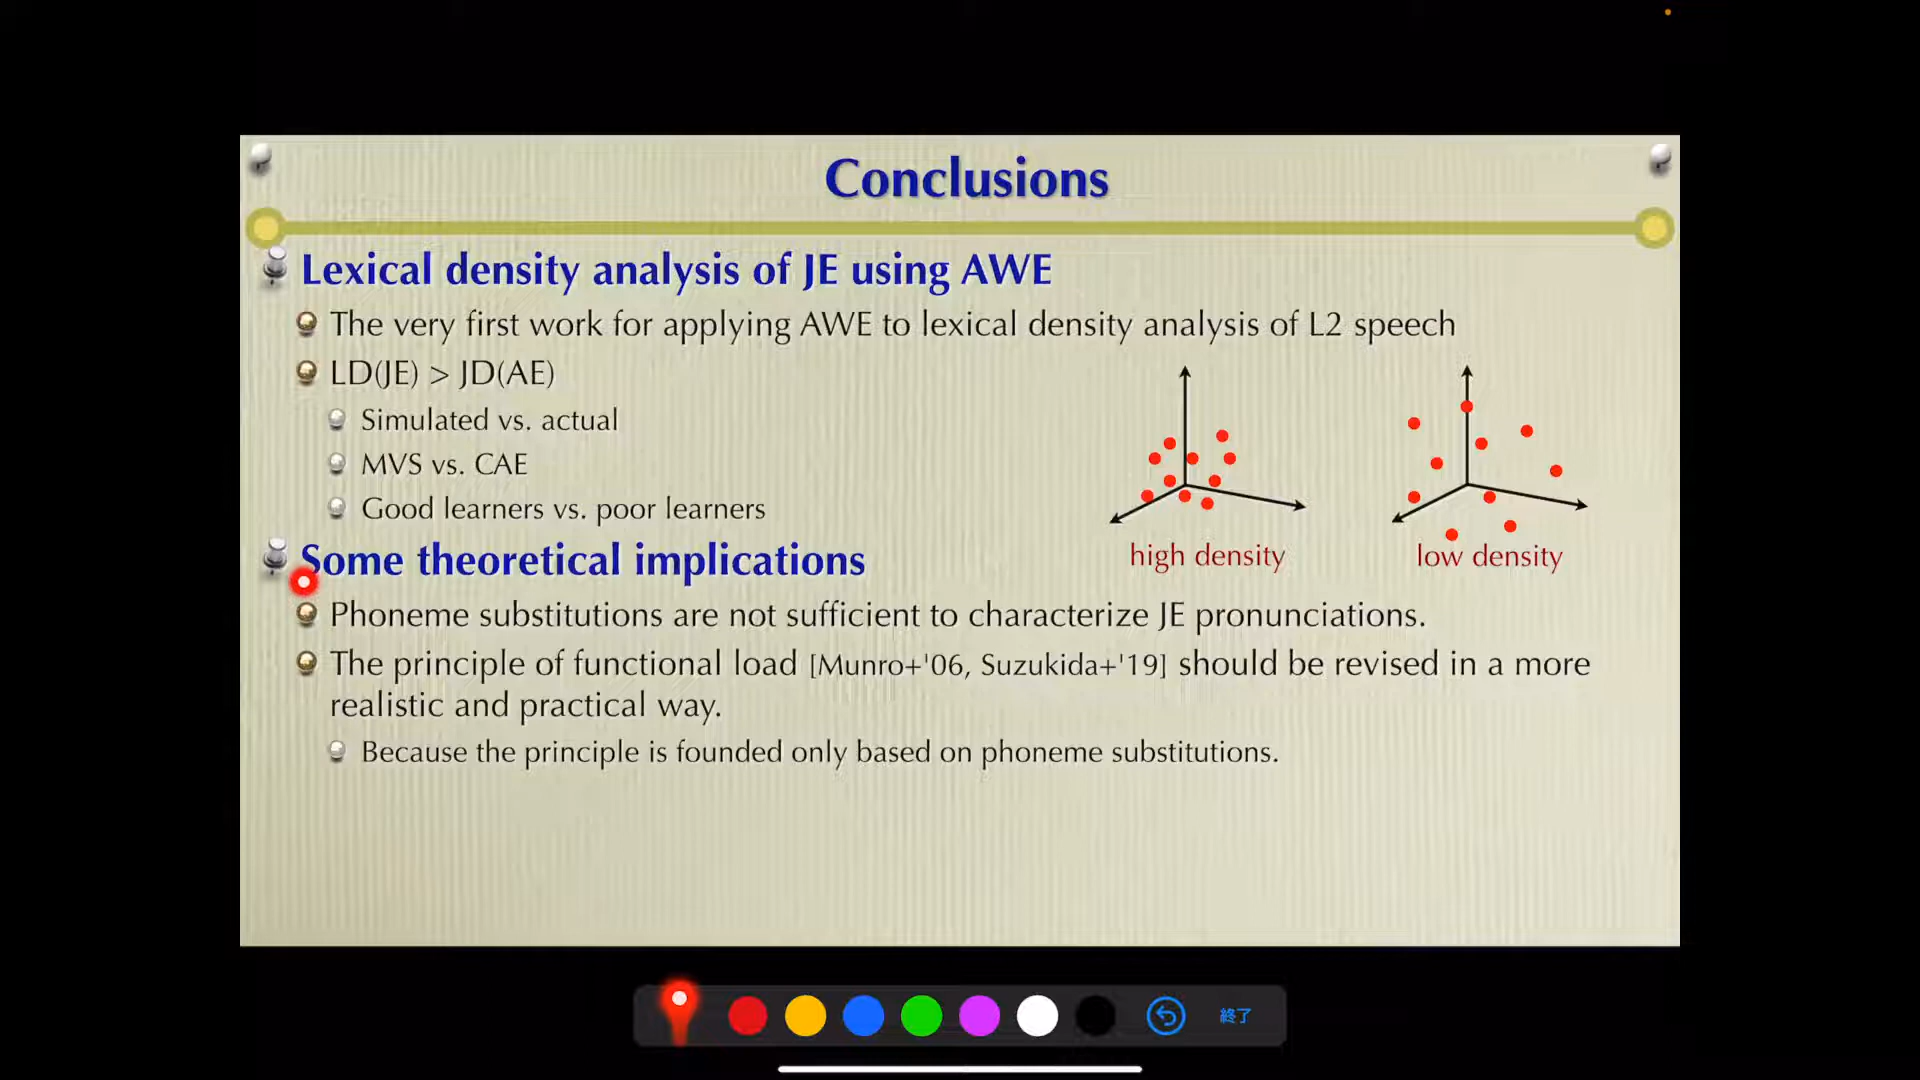 Conclusions
Lexical density analysis of JE using AWE
The very first work for applying AWE to lexical density analysis of L2 speech
LD(JE) > JD(AE)
Simulated vs. actual
MVS vs. CAE
Good learners vs. poor learners
high density
low density
Some theoretical implications
Phoneme substitutions are not sufficient to characterize JE pronunciations.
The principle of functional load [Munro+'06, Suzukida+'19] should be revised in a more
realistic and practical way.
Because the principle is founded only based on phoneme substitutions.
終了